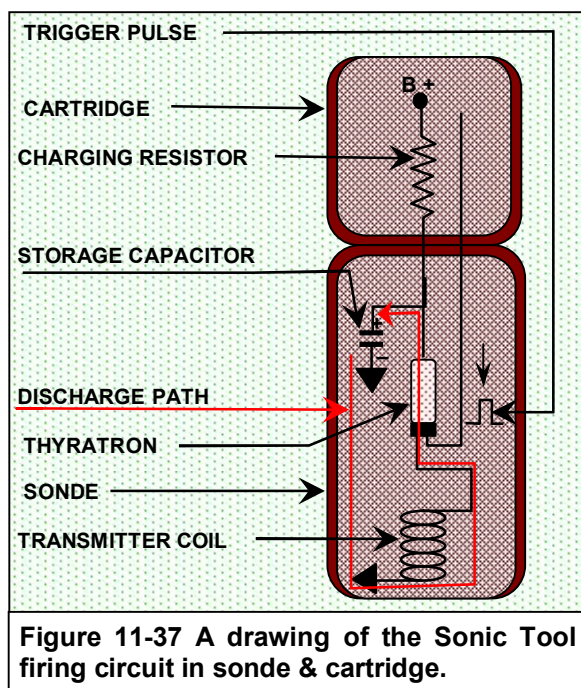 TRIGGER PULSE
B +
CARTRIDGE
CHARGING RESISTOR
STORAGE CAPACITOR
+
–
DISCHARGE PATH
THYRATRON
SONDE
TRANSMITTER COIL
Figure 11-37 A drawing of the Sonic Tool
firing circuit in sonde & cartridge.